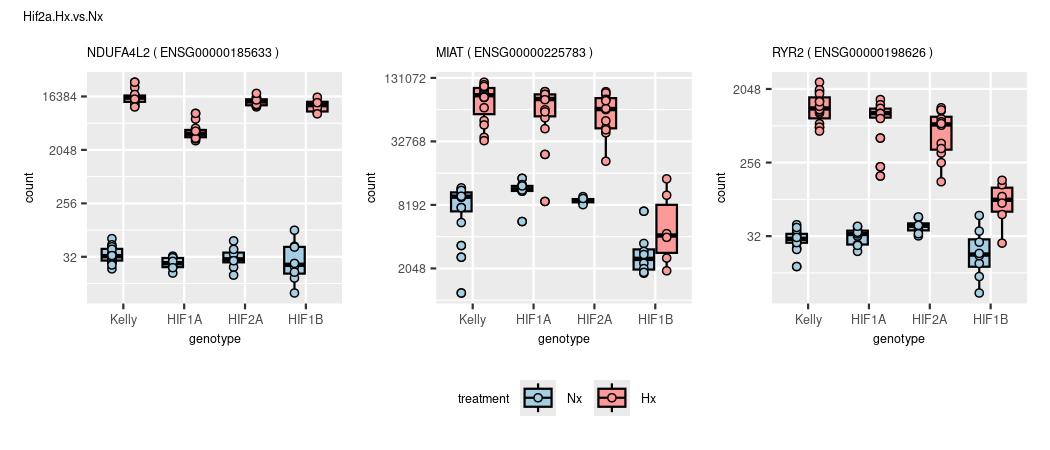 Hif2a.Hx.vs.Nx
NDUFA4L2 ( ENSG00000185633 )
16384
2048
256
32
count
Kelly HIF1A HIF2A HIF1B
genotype
MIAT ( ENSG00000225783 )
131072
32768
8192
2048
count
Kelly HIF1A HIF2A HIF1B
genotype
RYR2 ( ENSG00000198626 )
2048
256
32
count
Kelly HIF1A HIF2A HIF1B
genotype
treatment Nx Hx